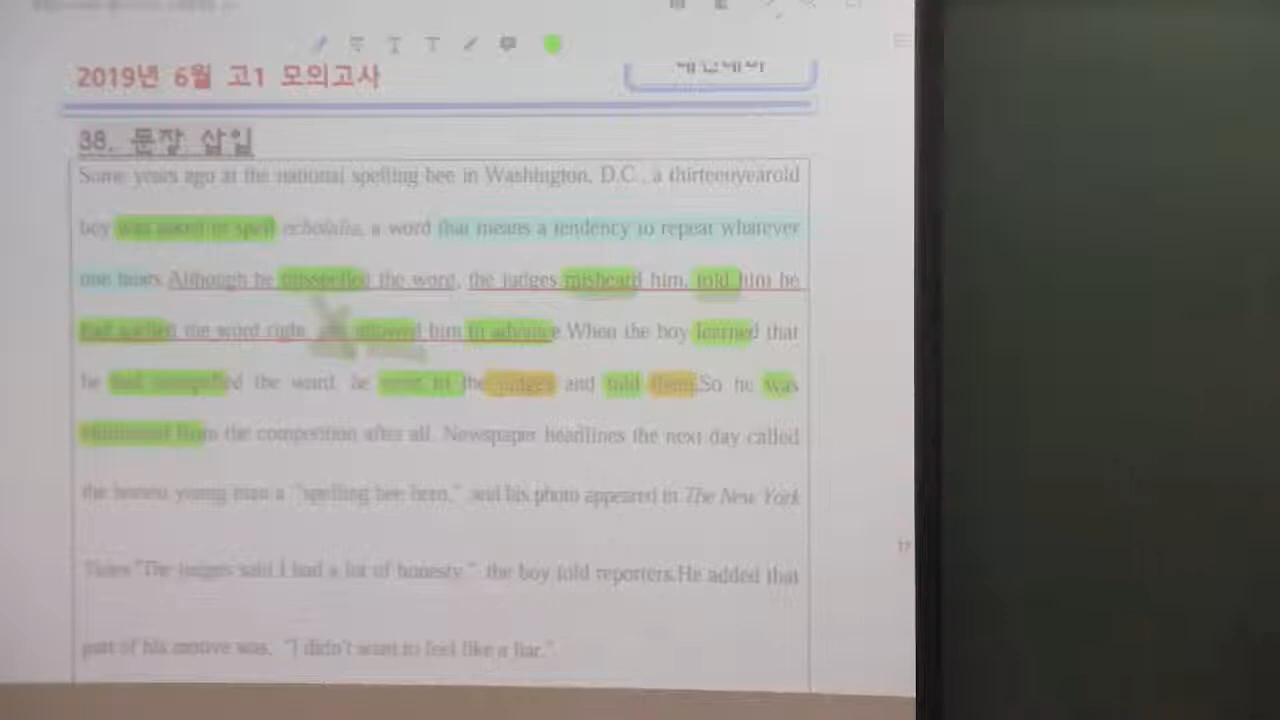 2019년 6월 고1 모의고사
38. 문장 삽입
Some years ago at the national spelling bee in Washington, D.C., a thirteenyearold
boy was asked to spell echolalia, a word that means a tendency to repeat whatever
one hears. Although he misspelled the word, the judges misheard him, told him he
had spelled the word right, allowed him to advance. When the boy learned that
he had misspelled the word, he went to the judges and told them. So he was
eliminated from the competition after all. Newspaper headlines the next day called
the honest young man a "spelling bee hero," and his photo appeared in The New York
Times "The judges said I had a lot of honesty," the boy told reporters. He added that
part of his motive was, "I didn't want to feel like a liar."
17